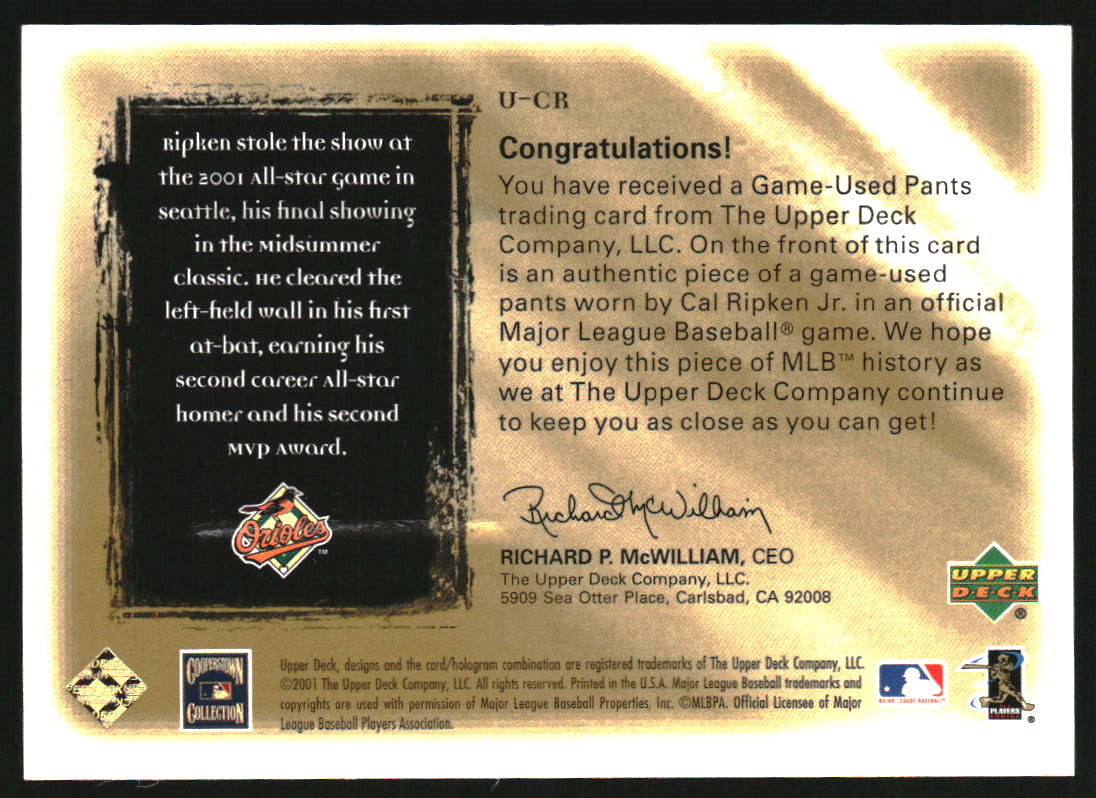 U-CR
Ripken stole the show at
the 2001 All-star game in
seattle, his final showing
in the Midsummer
classic. He cleared the
left-field wall in his first
at-bat, earning his
second career All-star
homer and his second
MVP Award.
Orioles
TM
Congratulations!
You have received a Game-Used Pants
trading card from The Upper Deck
Company, LLC. On the front of this card
is an authentic piece of a game-used
pants worn by Cal Ripken Jr. in an official
Major League Baseball® game. We hope
you enjoy this piece of MLB™ history as
we at The Upper Deck Company continue
to keep you as close as you can get!
Richard McWilliam
RICHARD P. McWILLIAM, CEO
The Upper Deck Company, LLC.
5909 Sea Otter Place, Carlsbad, CA 92008
UPPER
D·E·C·K
®
COOPERSTOWN
COLLECTION
Upper Deck, designs and the card/hologram combination are registered trademarks of The Upper Deck Company, LLC.
©2001 The Upper Deck Company, LLC. All rights reserved. Printed in the U.S.A. Major League Baseball trademarks and
copyrights are used with permission of Major League Baseball Properties, Inc. ©MLBPA. Official Licensee of Major
League Baseball Players Association.
MAJOR LEAGUE BASEBALL
PLAYERS
CHOICE
®